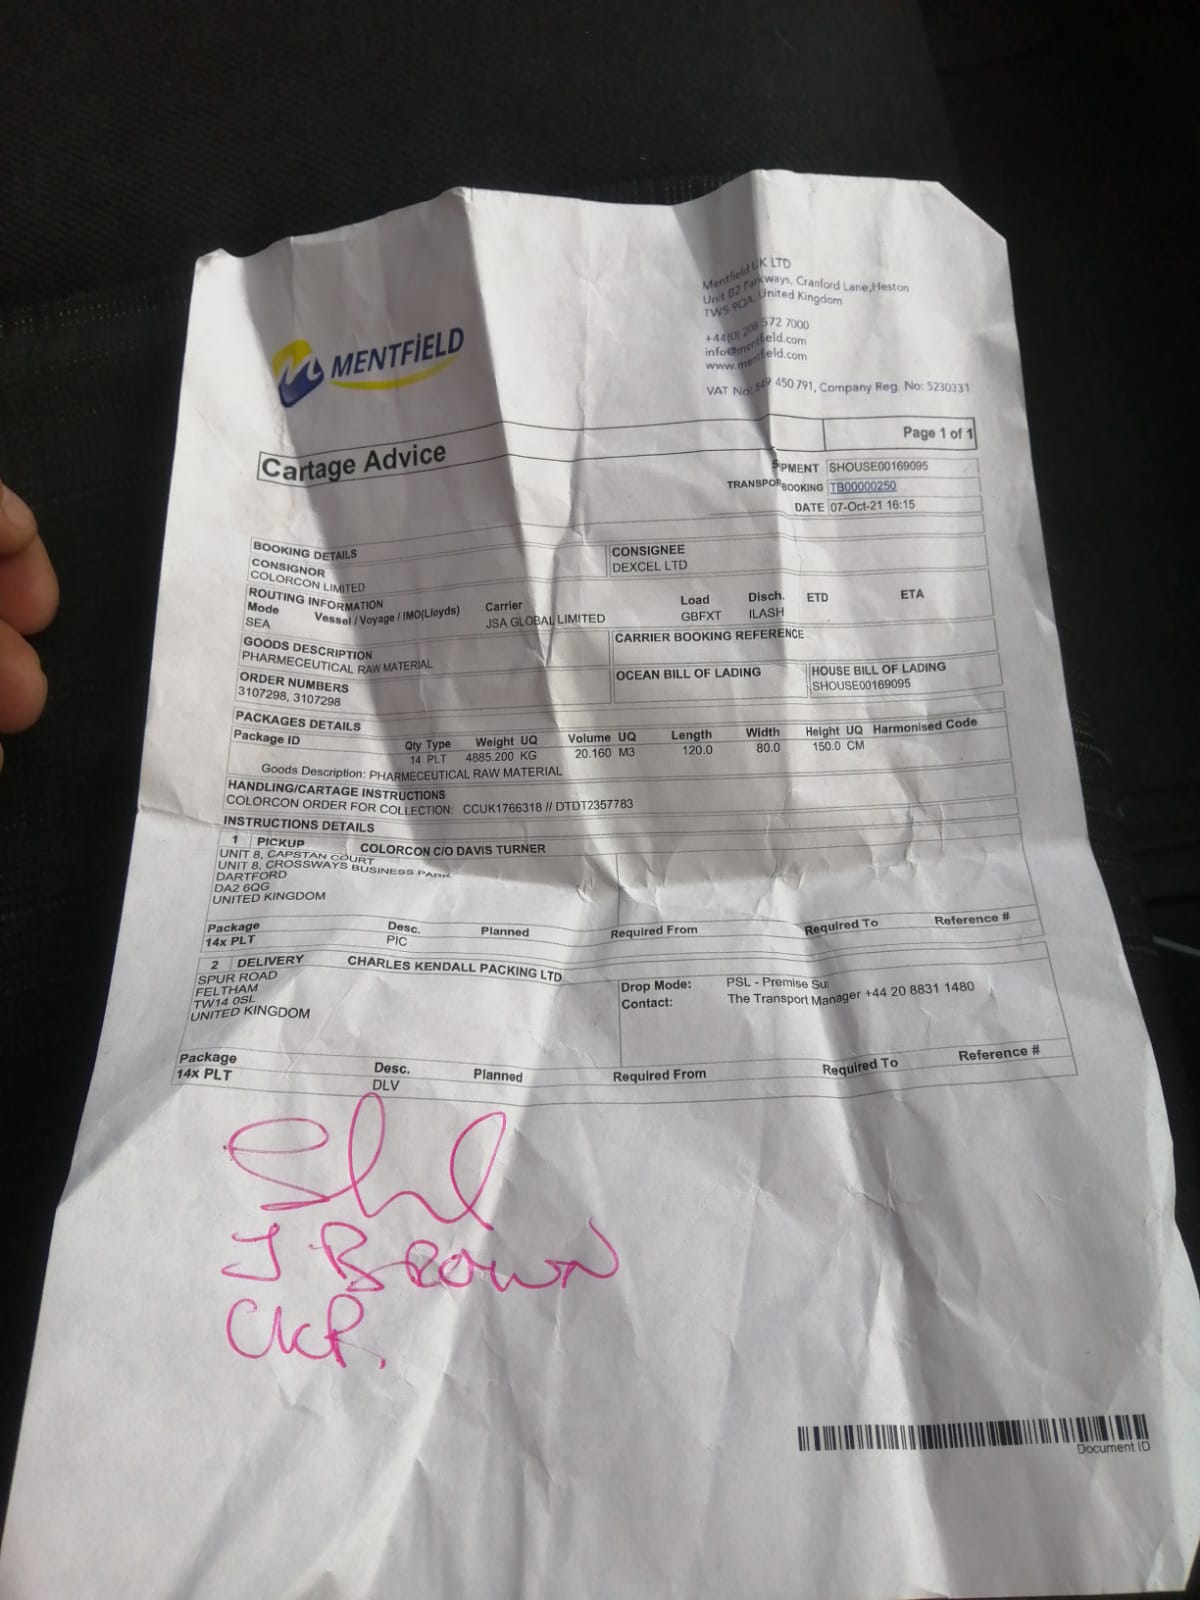 MENTFiELD
Mentfield UK LTD
Unit B2 Parkways, Cranford Lane,Heston
TW5 9QA, United Kingdom
+44(0) 208 572 7000
info@mentfield.com
www.mentfield.com
VAT No: 849 450 791, Company Reg. No: 5230331
Page 1 of 1
Cartage Advice
SPMENT SHOUSE00169095
TRANSPOR BOOKING TB00000250
DATE 07-Oct-21 16:15
BOOKING DETAILS
CONSIGNOR
COLORCON LIMITED
CONSIGNEE
DEXCEL LTD
ROUTING INFORMATION
Mode Vessel / Voyage / IMO(Lloyds) Carrier Load Disch. ETD ETA
SEA JSA GLOBAL LIMITED GBFXT ILASH
GOODS DESCRIPTION
PHARMECEUTICAL RAW MATERIAL
CARRIER BOOKING REFERENCE
ORDER NUMBERS
3107298, 3107298
OCEAN BILL OF LADING
HOUSE BILL OF LADING
SHOUSE00169095
PACKAGES DETAILS
Package ID Qty Type Weight UQ Volume UQ Length Width Height UQ Harmonised Code
14 PLT 4885.200 KG 20.160 M3 120.0 80.0 150.0 CM
Goods Description: PHARMECEUTICAL RAW MATERIAL
HANDLING/CARTAGE INSTRUCTIONS
COLORCON ORDER FOR COLLECTION: CCUK1766318 // DTDT2357783
INSTRUCTIONS DETAILS
1 PICKUP COLORCON C/O DAVIS TURNER
UNIT 8, CAPSTAN COURT
UNIT 8, CROSSWAYS BUSINESS PARK
DARTFORD
DA2 6QG
UNITED KINGDOM
Package Desc. Planned Required From Required To Reference #
14x PLT PIC
2 DELIVERY CHARLES KENDALL PACKING LTD
SPUR ROAD
FELTHAM
TW14 0SL
UNITED KINGDOM
Drop Mode: PSL - Premise Su
Contact: The Transport Manager +44 20 8831 1480
Package Desc. Planned Required From Required To Reference #
14x PLT DLV
J BROWN
CKP.
Document ID